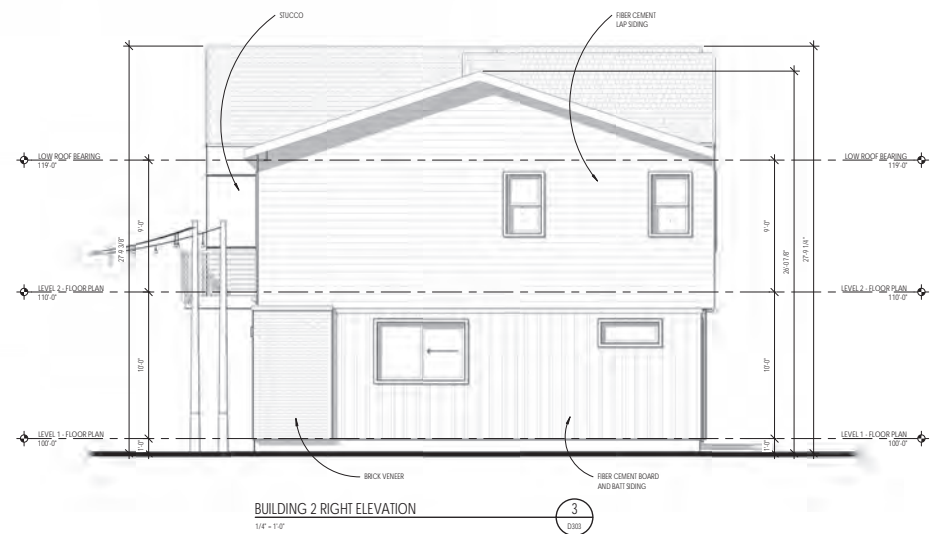 STUCCO
FIBER CEMENT
LAP SIDING
LOW ROOF BEARING
119'-0"
LOW ROOF BEARING
119'-0"
9'-0"
27'-9 3/8"
9'-0"
26'-0 7/8"
27'-9 1/4"
LEVEL 2 - FLOOR PLAN
110'-0"
LEVEL 2 - FLOOR PLAN
110'-0"
10'-0"
10'-0"
LEVEL 1 - FLOOR PLAN
100'-0"
LEVEL 1 - FLOOR PLAN
100'-0"
1'-0"
1'-0"
BRICK VENEER
FIBER CEMENT BOARD
AND BATT SIDING
BUILDING 2 RIGHT ELEVATION
1/4" = 1'-0"
3
D303